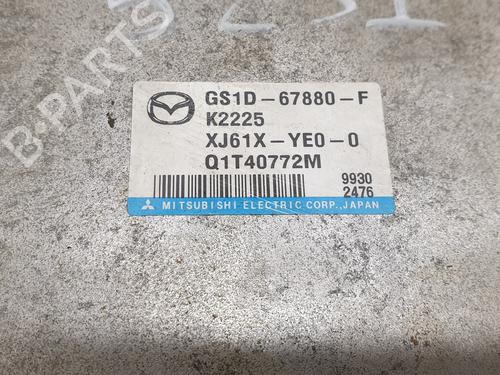 GS1D-67880-F
K2225
XJ61X-YE0-0
Q1T40772M
9930
2476
MITSUBISHI ELECTRIC CORP., JAPAN
B-PARTS